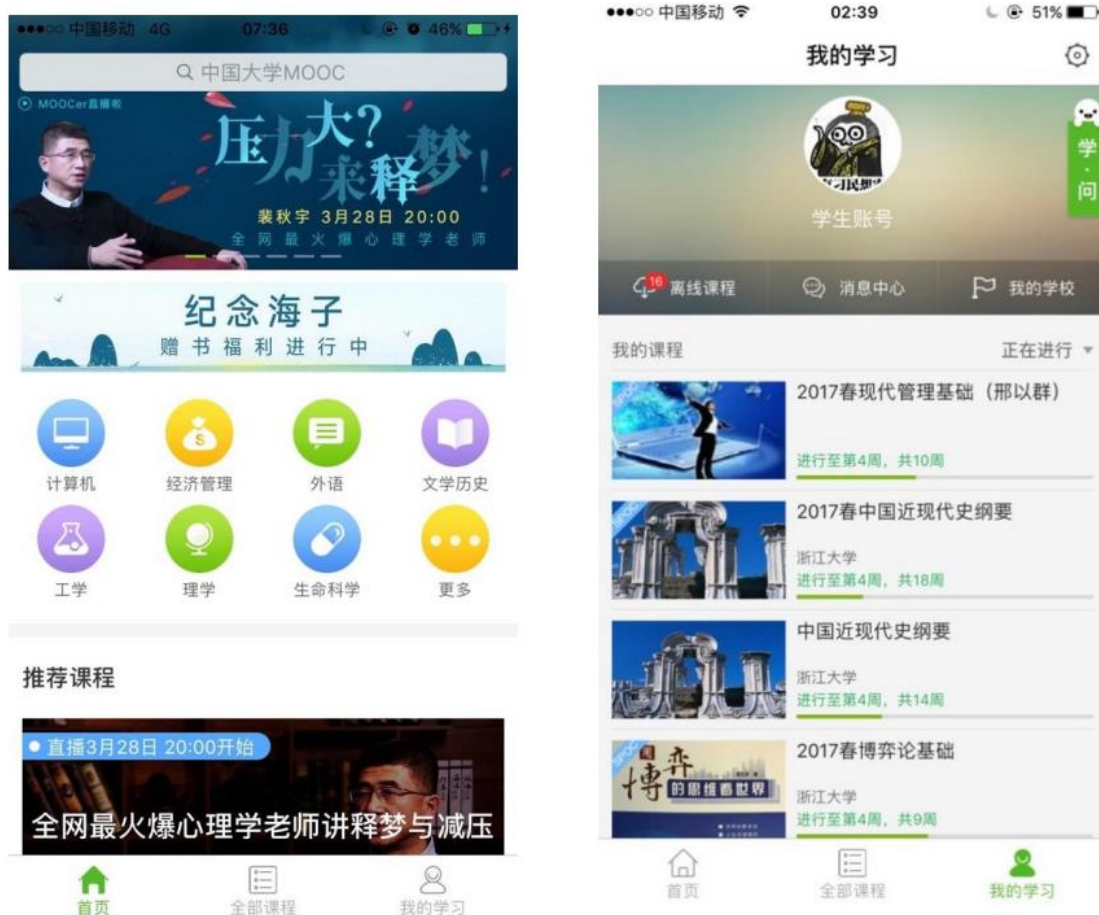 中国移动 4G 07:36 46%
中国大学MOOC
MOOCer直播啦
压力大?
来释梦!
裴秋宇 3月28日 20:00
全网最火爆心理学老师
纪念海子
赠书福利进行中
计算机 经济管理 外语 文学历史
工学 理学 生命科学 更多
推荐课程
直播3月28日 20:00开始
全网最火爆心理学老师讲释梦与减压
首页 全部课程 我的学习
中国移动 02:39 51%
我的学习
学·问
学生账号
16 离线课程 消息中心 我的学校
我的课程 正在进行
SPOC
2017春现代管理基础（邢以群）
进行至第4周，共10周
SPOC
2017春中国近现代史纲要
浙江大学
进行至第4周，共18周
中国近现代史纲要
浙江大学
进行至第4周，共14周
SPOC
博弈
的思维看世界
2017春博弈论基础
浙江大学
进行至第4周，共9周
首页 全部课程 我的学习